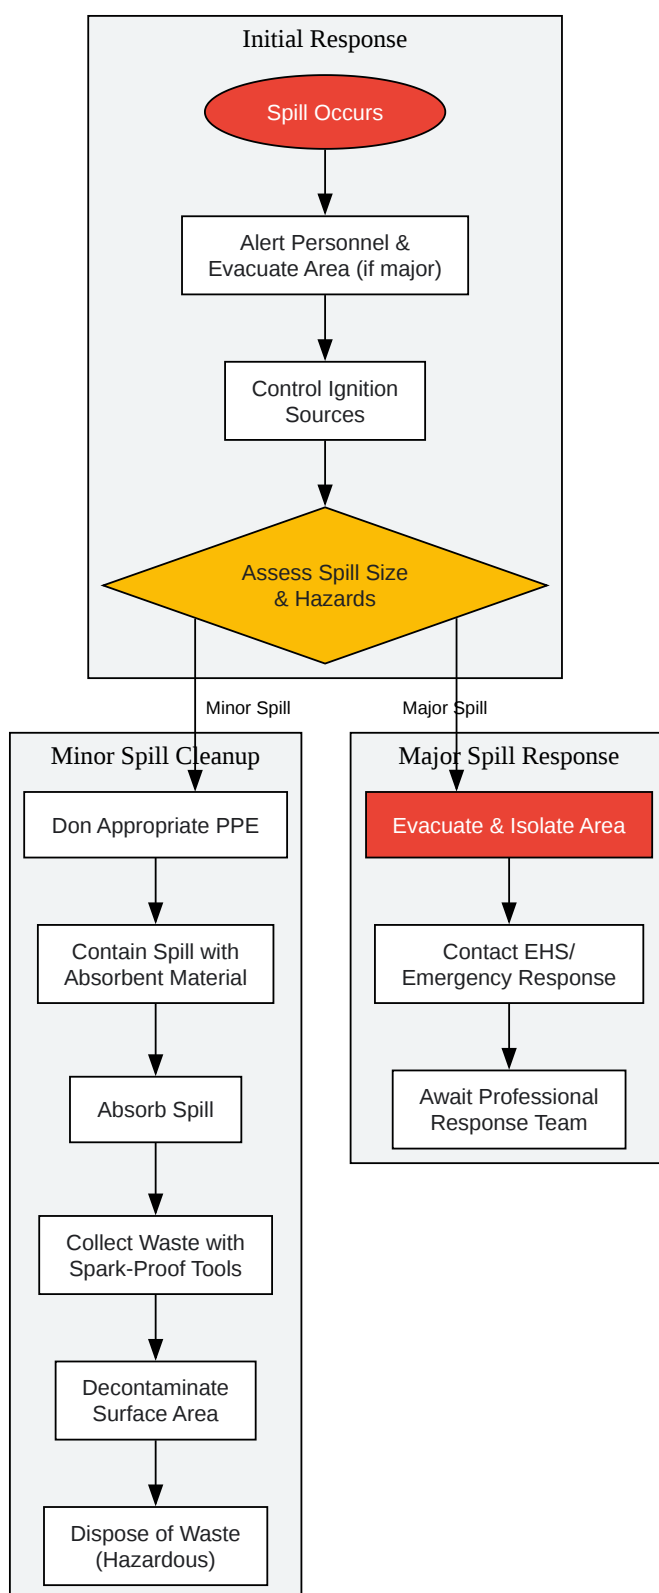 Initial Response
Spill Occurs
Alert Personnel &
Evacuate Area (if major)
Control Ignition
Sources
Assess Spill Size
& Hazards
Minor Spill
Major Spill
Minor Spill Cleanup
Don Appropriate PPE
Contain Spill with
Absorbent Material
Absorb Spill
Collect Waste with
Spark-Proof Tools
Decontaminate
Surface Area
Dispose of Waste
(Hazardous)
Major Spill Response
Evacuate & Isolate Area
Contact EHS/
Emergency Response
Await Professional
Response Team